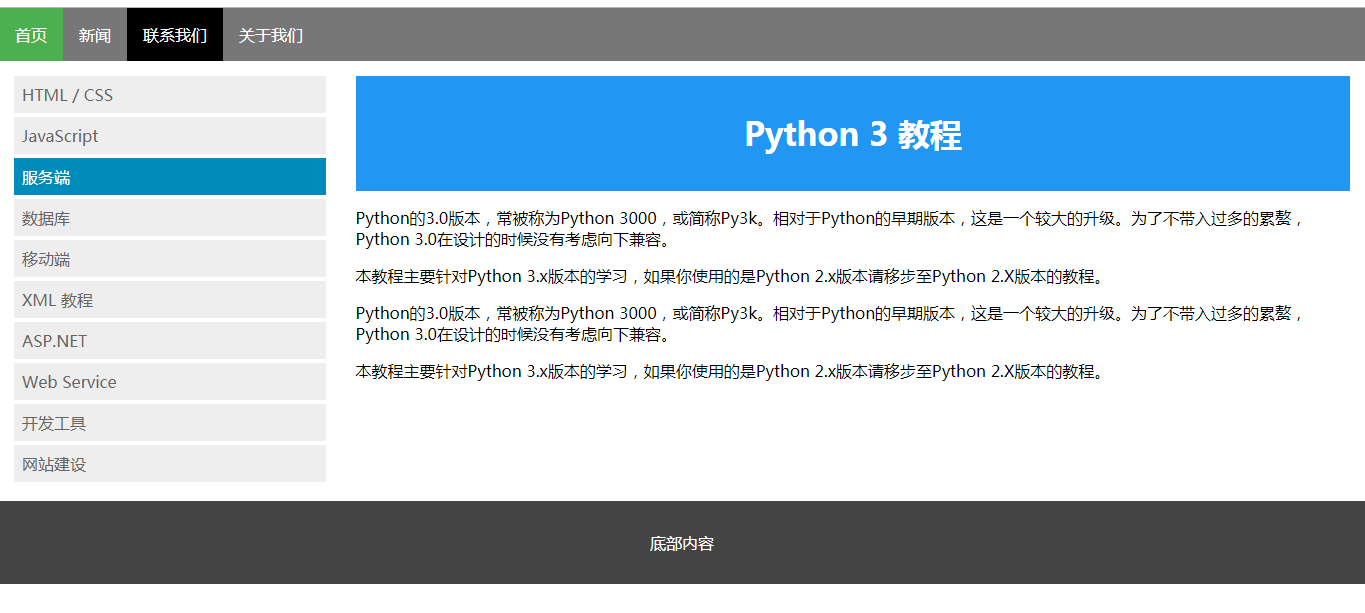 首页 新闻 联系我们 关于我们
HTML / CSS
JavaScript
服务端
数据库
移动端
XML 教程
ASP.NET
Web Service
开发工具
网站建设
Python 3 教程
Python的3.0版本，常被称为Python 3000，或简称Py3k。相对于Python的早期版本，这是一个较大的升级。为了不带入过多的累赘，
Python 3.0在设计的时候没有考虑向下兼容。
本教程主要针对Python 3.x版本的学习，如果你使用的是Python 2.x版本请移步至Python 2.X版本的教程。
Python的3.0版本，常被称为Python 3000，或简称Py3k。相对于Python的早期版本，这是一个较大的升级。为了不带入过多的累赘，
Python 3.0在设计的时候没有考虑向下兼容。
本教程主要针对Python 3.x版本的学习，如果你使用的是Python 2.x版本请移步至Python 2.X版本的教程。
底部内容